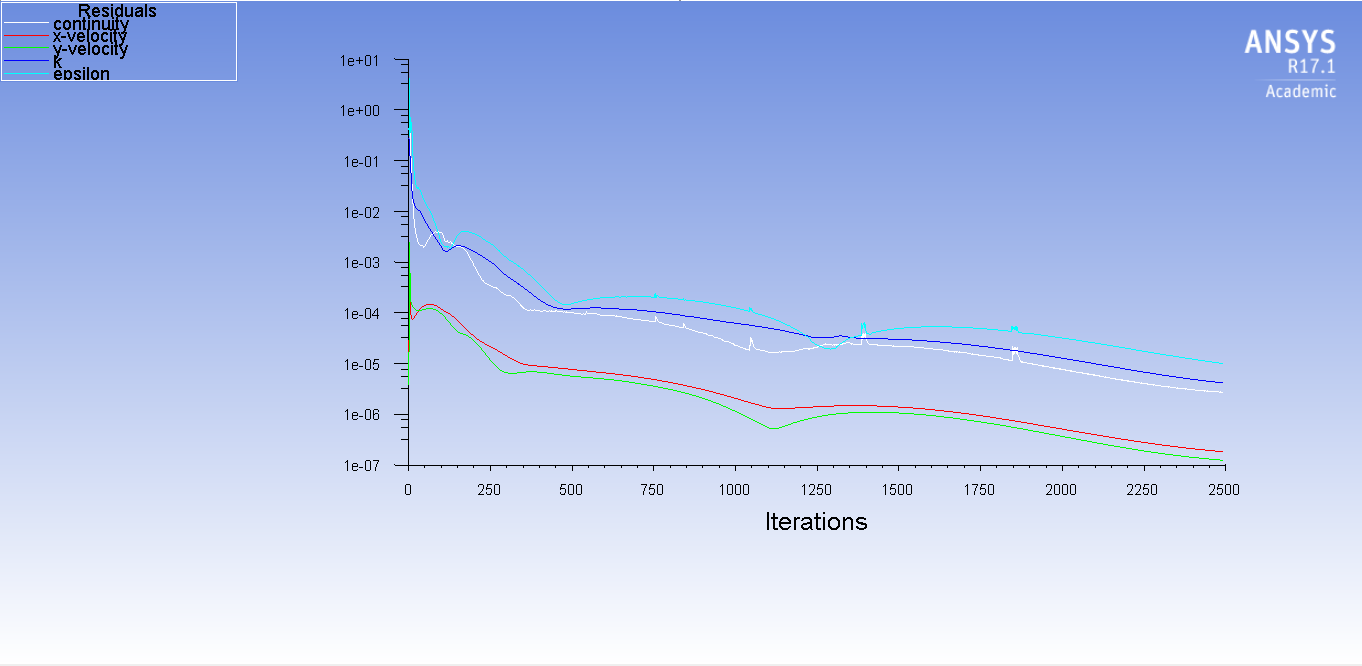 Residuals
continuity
x-velocity
y-velocity
k
epsilon
ANSYS
R17.1
Academic
1e+01
1e+00
1e-01
1e-02
1e-03
1e-04
1e-05
1e-06
1e-07
0 250 500 750 1000 1250 1500 1750 2000 2250 2500
Iterations